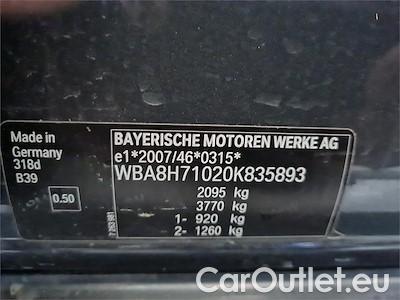 Made in
Germany
318d
B39
0.50
BAYERISCHE MOTOREN WERKE AG
e1*2007/46*0315*
WBA8H71020K835893
2095 kg
3770 kg
1- 920 kg
2- 1260 kg
CarOutlet.eu